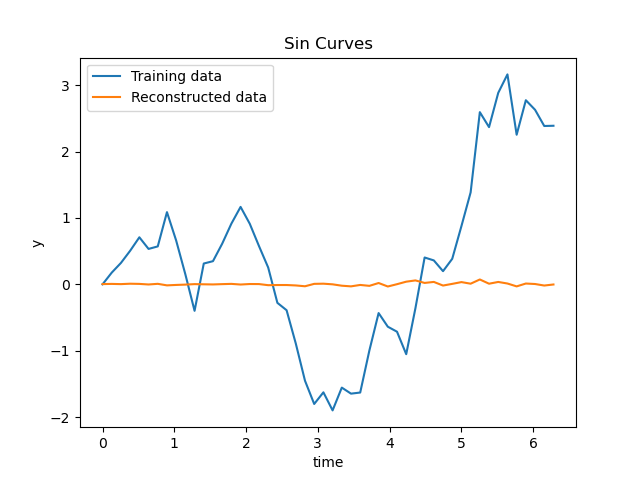 Sin Curves
Training data
Reconstructed data
y
3
2
1
0
−1
−2
0 1 2 3 4 5 6
time